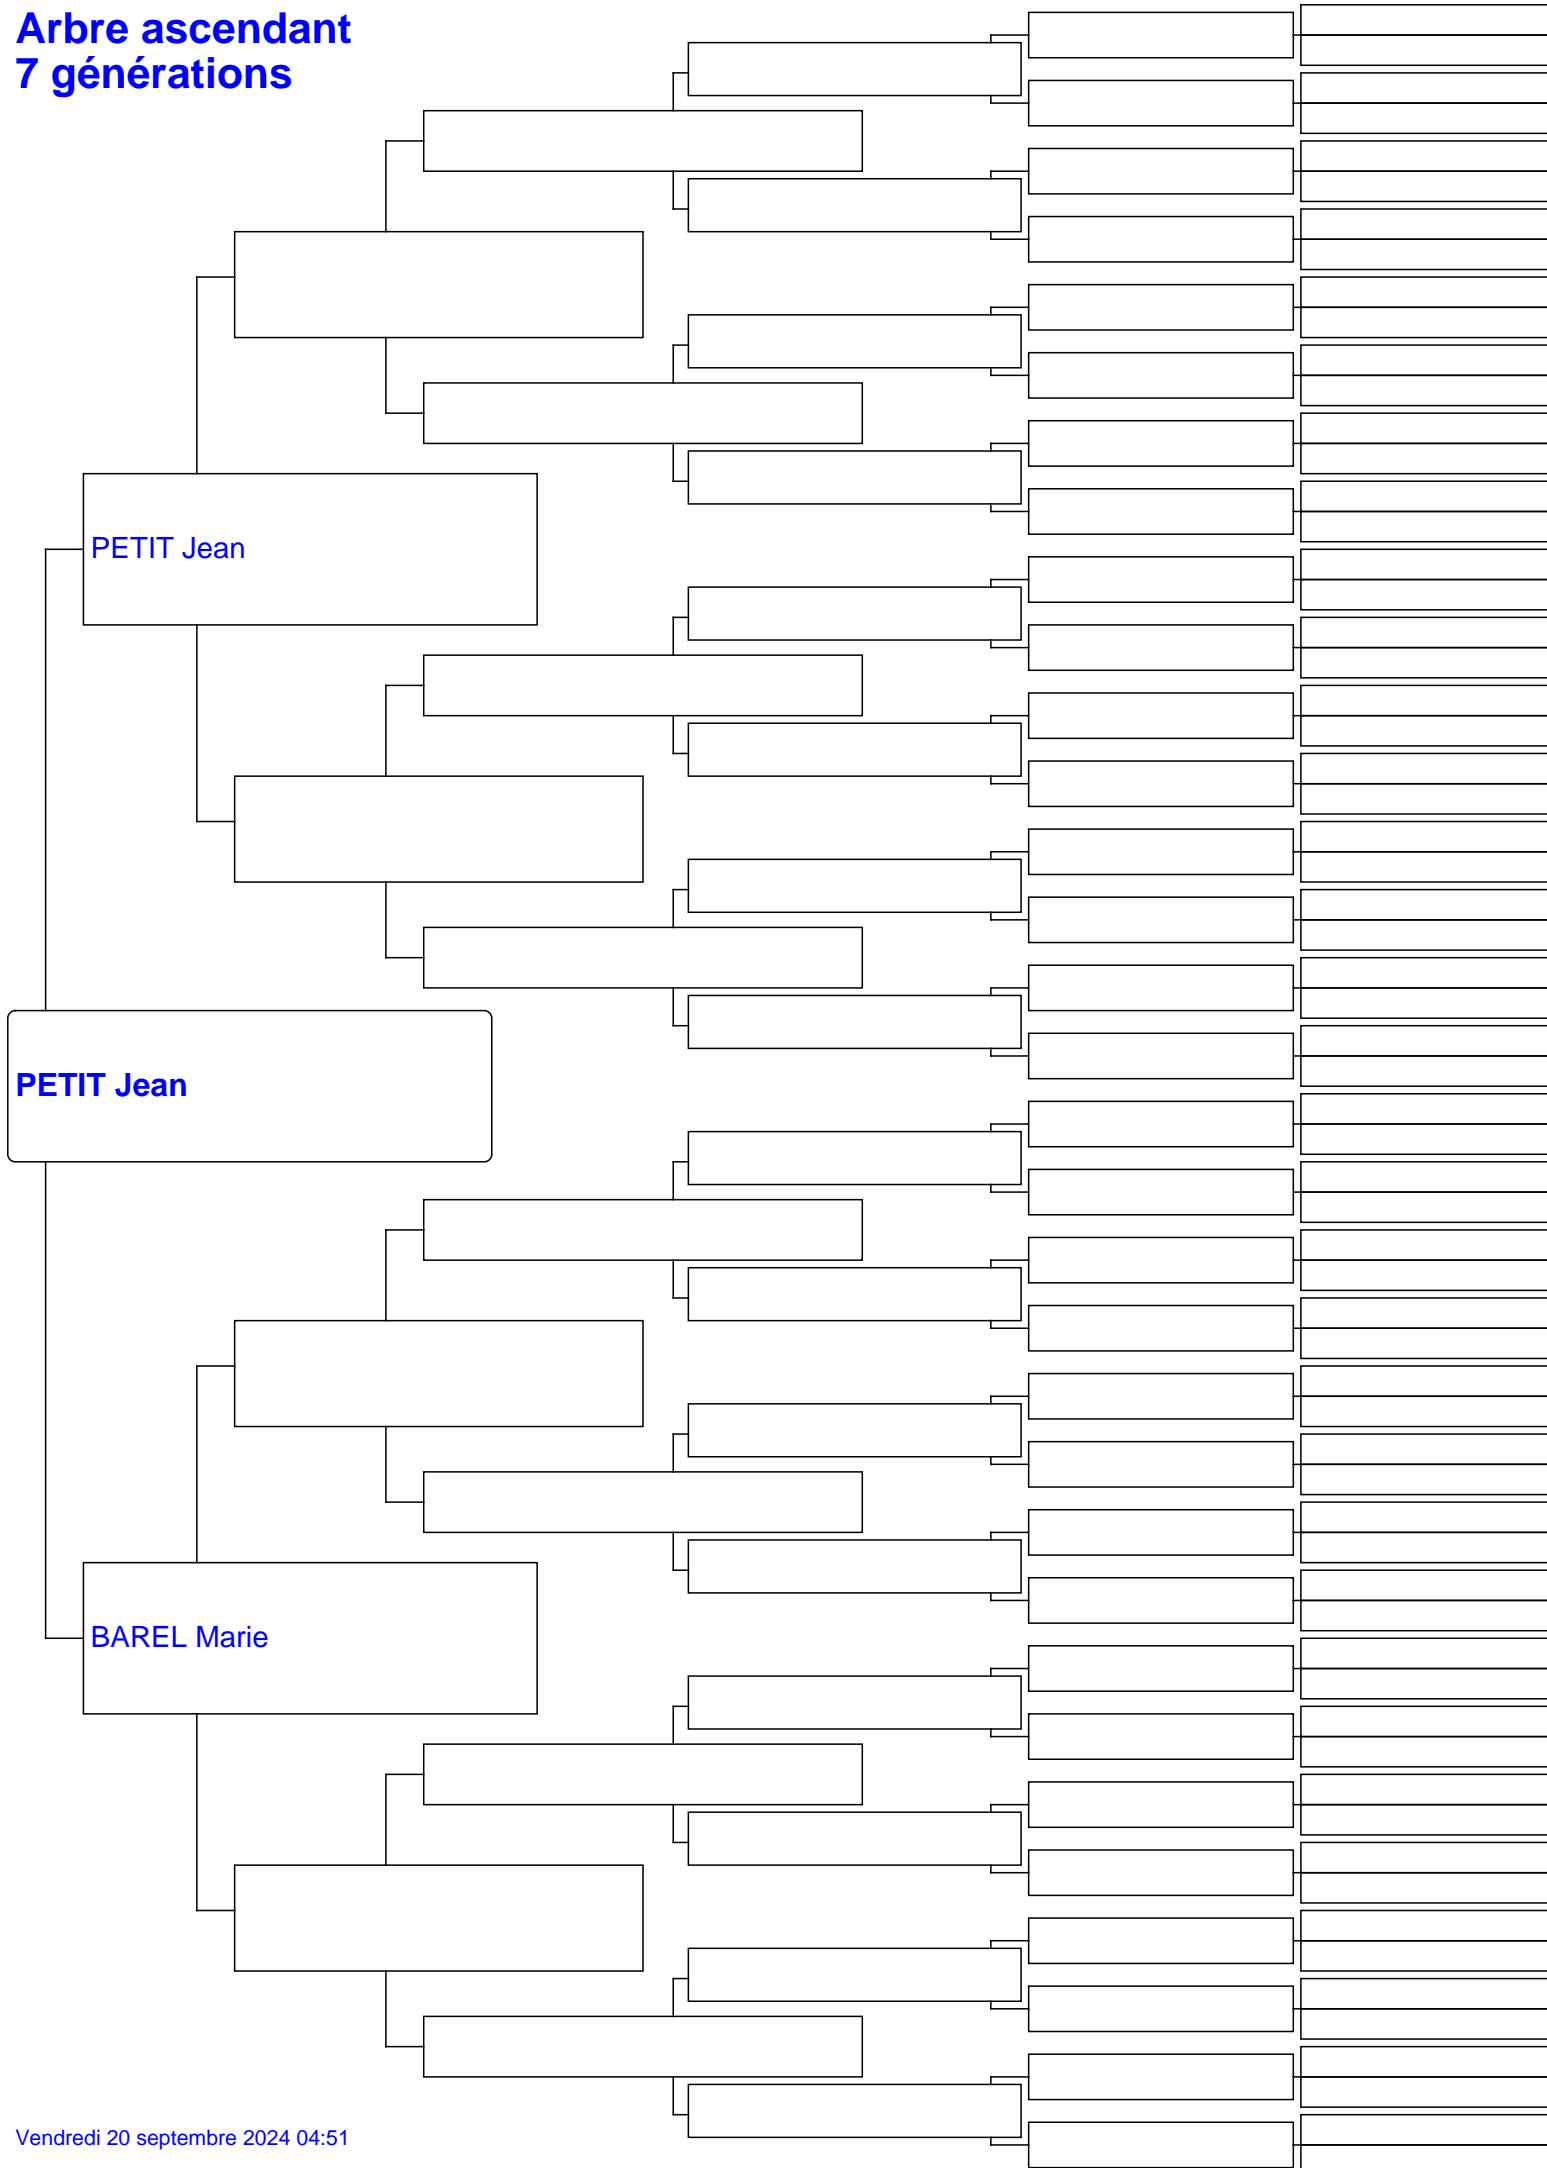 Arbre ascendant
7 générations
PETIT Jean
PETIT Jean
BAREL Marie
Vendredi 20 septembre 2024 04:51